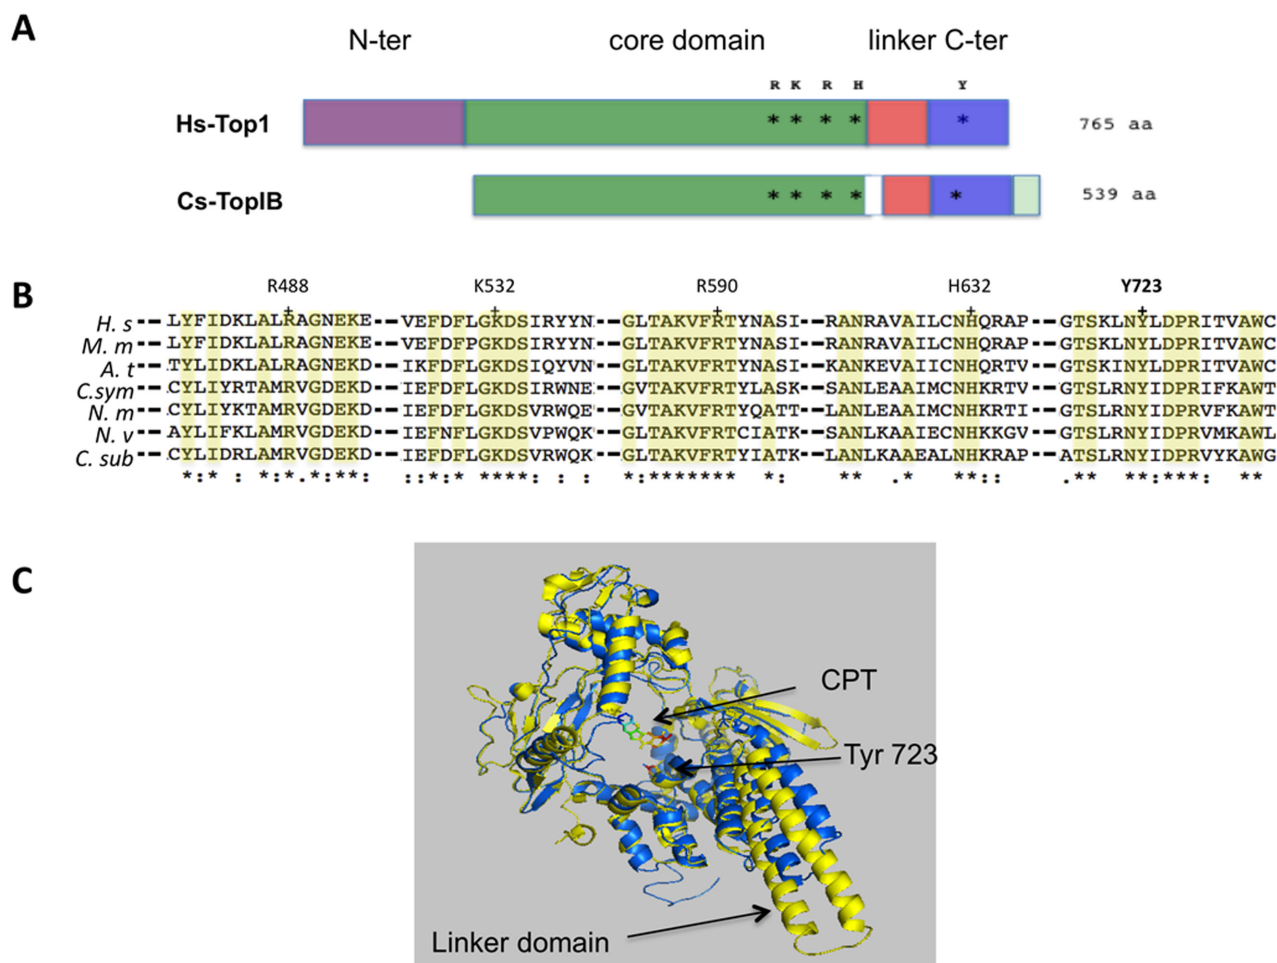 A
N-ter core domain linker C-ter
R K R H Y
Hs-Top1 * * * * * 765 aa
Cs-TopIB * * * * * 539 aa
B
R488 K532 R590 H632 Y723
+ + + + +
H. s -- LYFIDKLALRAGNEKE -- VEFDFLGKDSIRYYN -- GLTAKVFRTYNASI -- RANRAVAILCNHQRAP -- GTSKLNYLDPRITVAWC
M. m -- LYFIDKLALRAGNEKE -- VEFDFPGKDSIRYYN -- GLTAKVFRTYNASI -- RANRAVAILCNHQRAP -- GTSKLNYLDPRITVAWC
A. t -- TYLIDKLALRAGNEKD -- IKFDFLGKDSIQYVN -- GLTAKVFRTYNASI -- KANKEVAIICNHQRTV -- GTSKINYLDPRITVAWC
C.sym -- CYLIYRTAMRVGDEKD -- IEFDFLGKDSIRWNE -- GVTAKVFRTYLASK -- SANLEAAIMCNHKRTV -- GTSLRNYIDPRIFKAWT
N. m -- CYLIYKTAMRVGDEKD -- IEFDFLGKDSVRWQE -- GVTAKVFRTYQATT -- LANLEAAIMCNHKRTI -- GTSLRNYIDPRVFKAWT
N. v -- AYLIFKLAMRVGDEKD -- IEFNFLGKDSVPWQK -- GLTAKVFRTCIATK -- SANLKAAIECNHKKGV -- GTSLRNYIDPRVMKAWL
C. sub -- CYLIDRLAMRVGDEKD -- IEFDFLGKDSVRWQK -- GLTAKVFRTYIATK -- LANLKAAEALNHKRAP -- ATSLRNYIDPRVYKAWG
*:* : *:*.*:**: ::*:*****: : : *:******* *: ** .* **:: .** **:***: **
C
CPT
Tyr 723
Linker domain